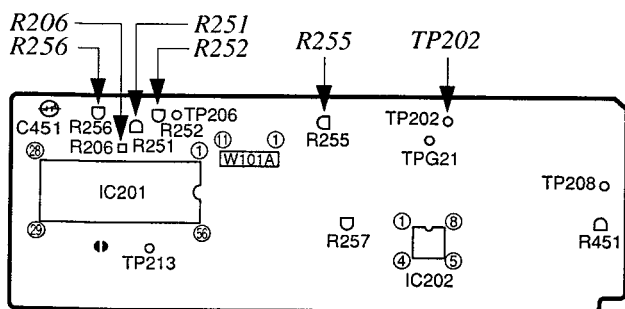 R206
R251
R256
R252
R255
TP202
C451
R256
R252
TP206
R206
R251
R255
TP202
TPG21
28
1
11
1
W101A
IC201
TP208
29
56
TP213
R257
1
8
4
5
IC202
R451